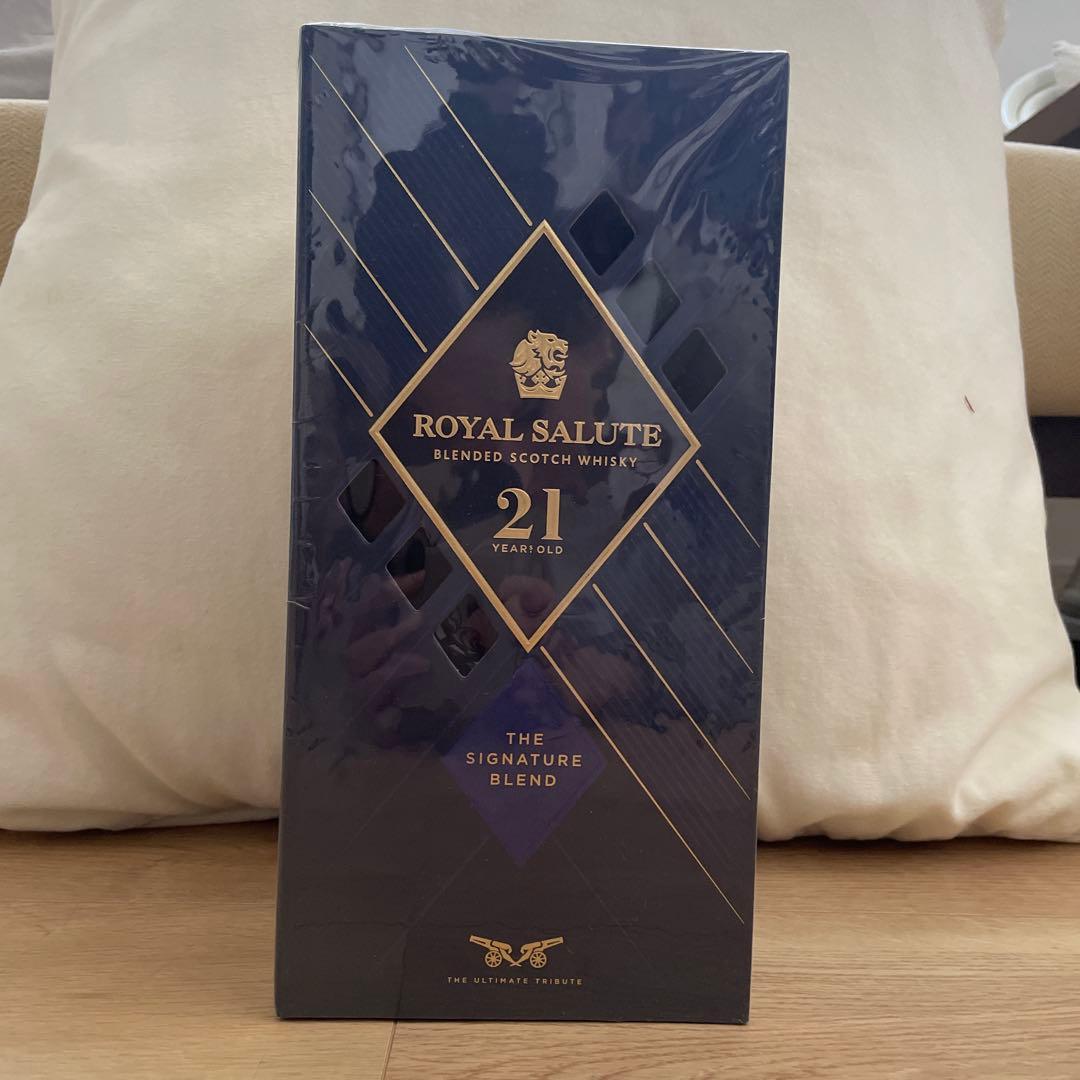 ROYAL SALUTE
BLENDED SCOTCH WHISKY
21
YEARS OLD
THE
SIGNATURE
BLEND
THE ULTIMATE TRIBUTE